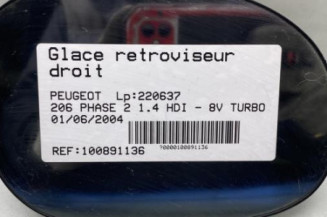 Glace retroviseur
droit
PEUGEOT Lp:220637
206 PHASE 2 1.4 HDI - 8V TURBO
01/06/2004
REF:100891136
70000100891136